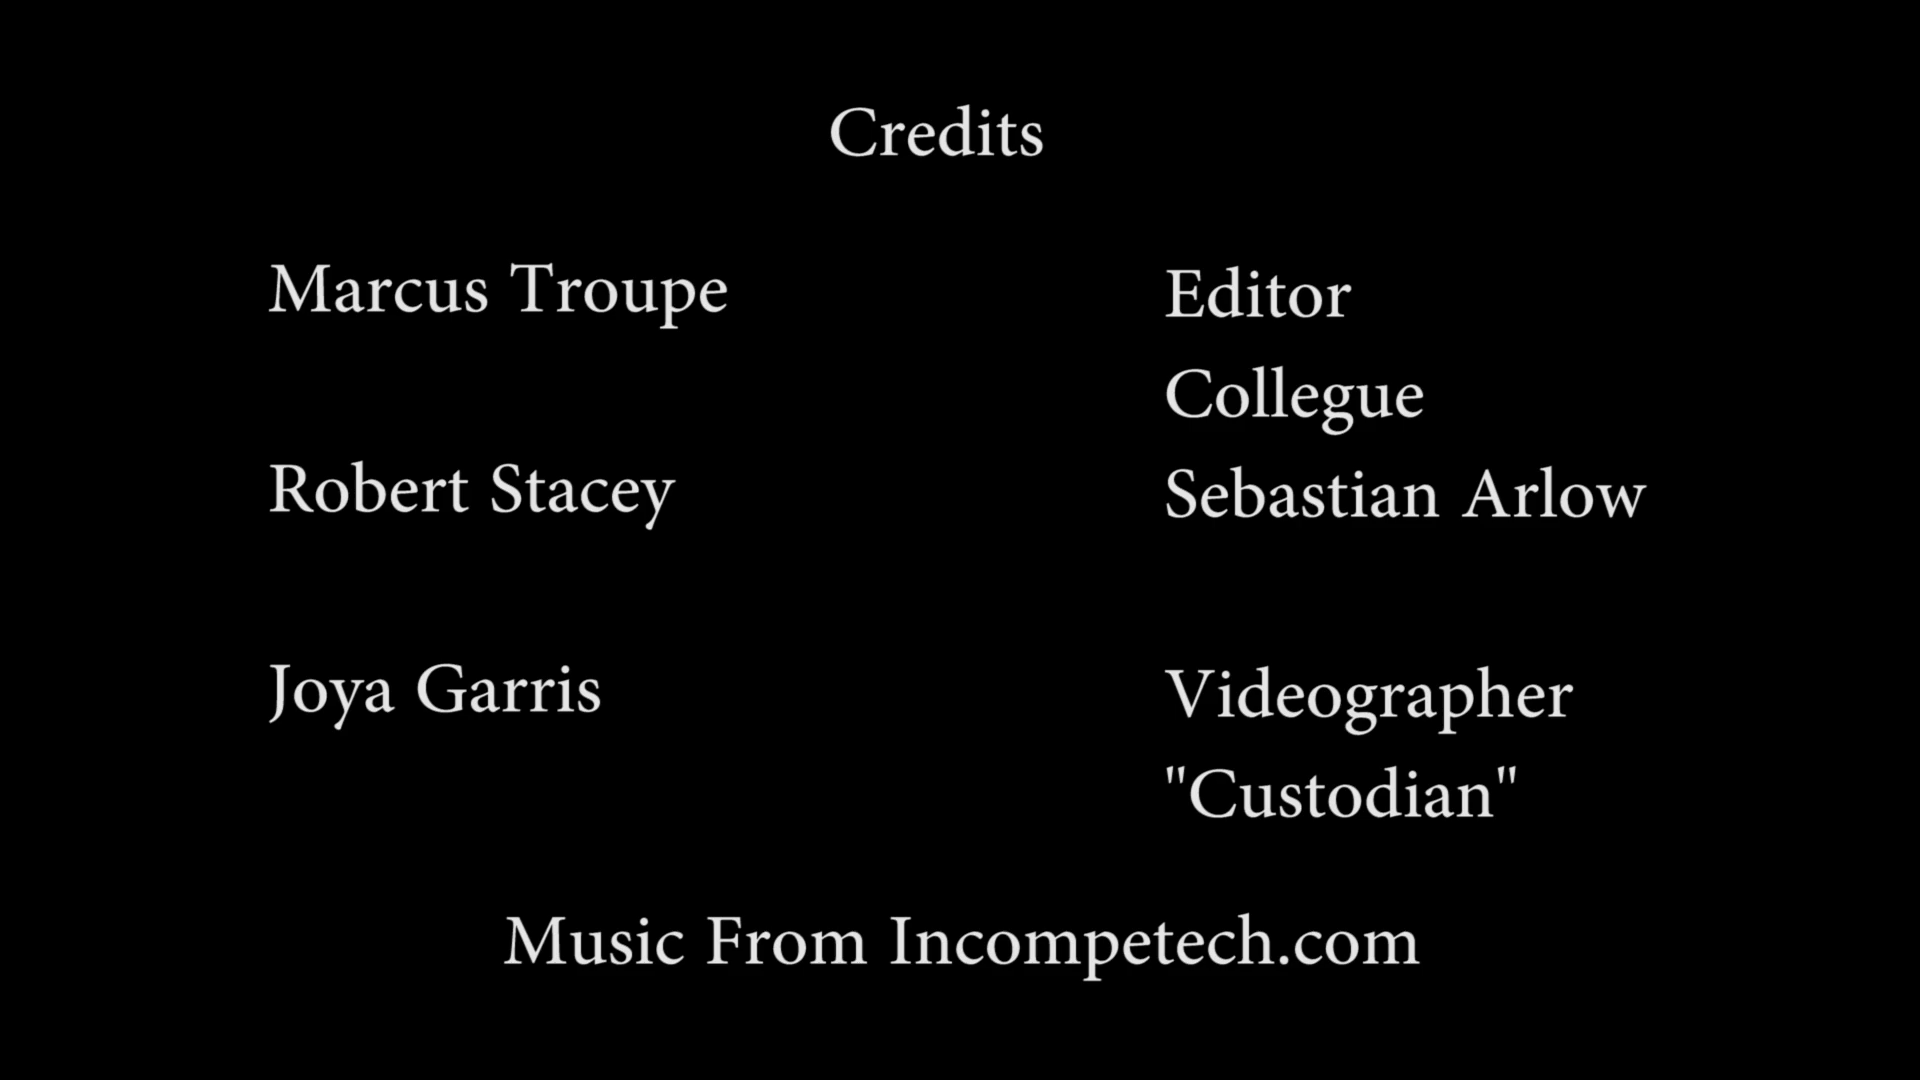 Credits
Marcus Troupe
Editor
Collegue
Robert Stacey
Sebastian Arlow
Joya Garris
Videographer
"Custodian"
Music From Incompetech.com